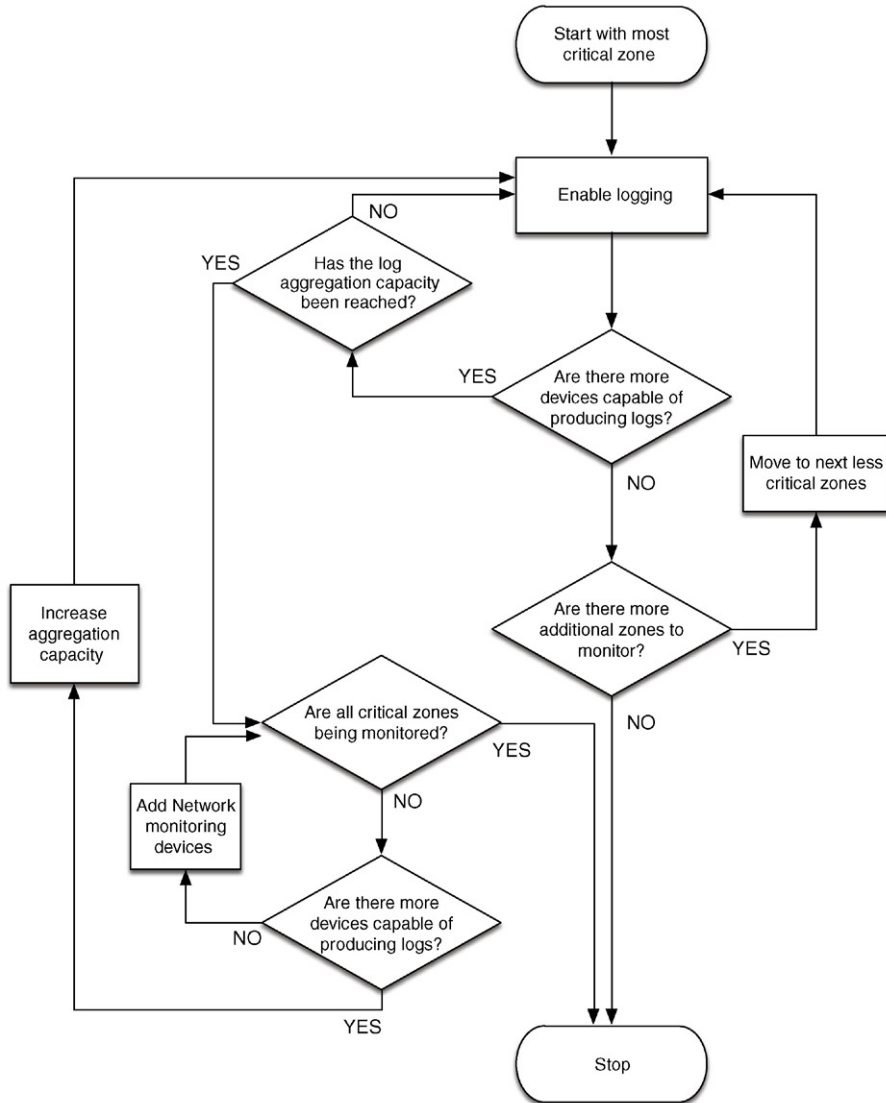 Start with most
critical zone
Enable logging
NO
YES
Has the log
aggregation capacity
been reached?
YES
Are there more
devices capable of
producing logs?
Move to next less
critical zones
NO
Increase
aggregation
capacity
Are there more
additional zones to
monitor?
YES
Are all critical zones
being monitored?
NO
YES
Add Network
monitoring
devices
NO
Are there more
devices capable of
producing logs?
NO
YES
Stop